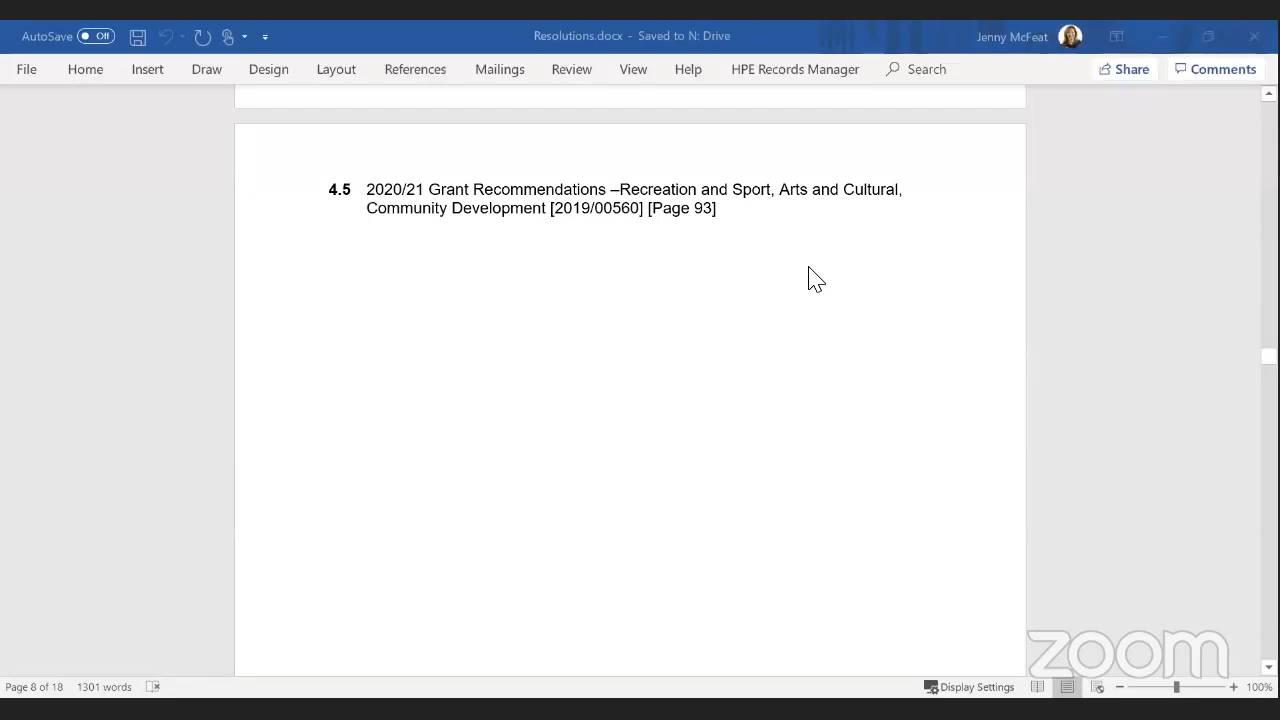 AutoSave Off Resolutions.docx - Saved to N: Drive Jenny McFeat
File Home Insert Draw Design Layout References Mailings Review View Help HPE Records Manager Search Share Comments
4.5 2020/21 Grant Recommendations –Recreation and Sport, Arts and Cultural,
Community Development [2019/00560] [Page 93]
zoom
Page 8 of 18 1301 words Display Settings 100%